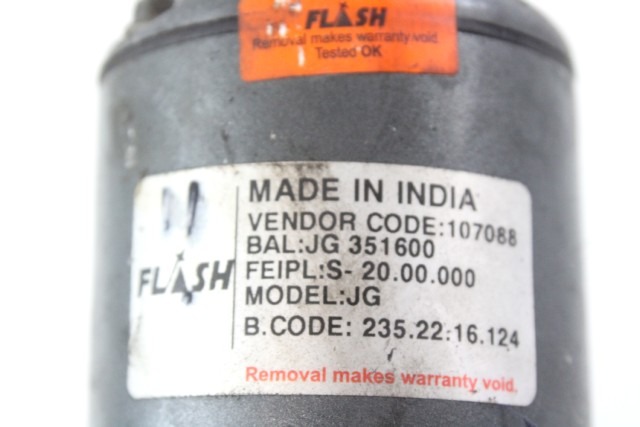 FLASH
Removal makes warranty void.
Tested OK
MADE IN INDIA
VENDOR CODE:107088
BAL:JG 351600
FLASH
FEIPL:S- 20.00.000
MODEL:JG
B.CODE: 235.22:16.124
Removal makes warranty void.